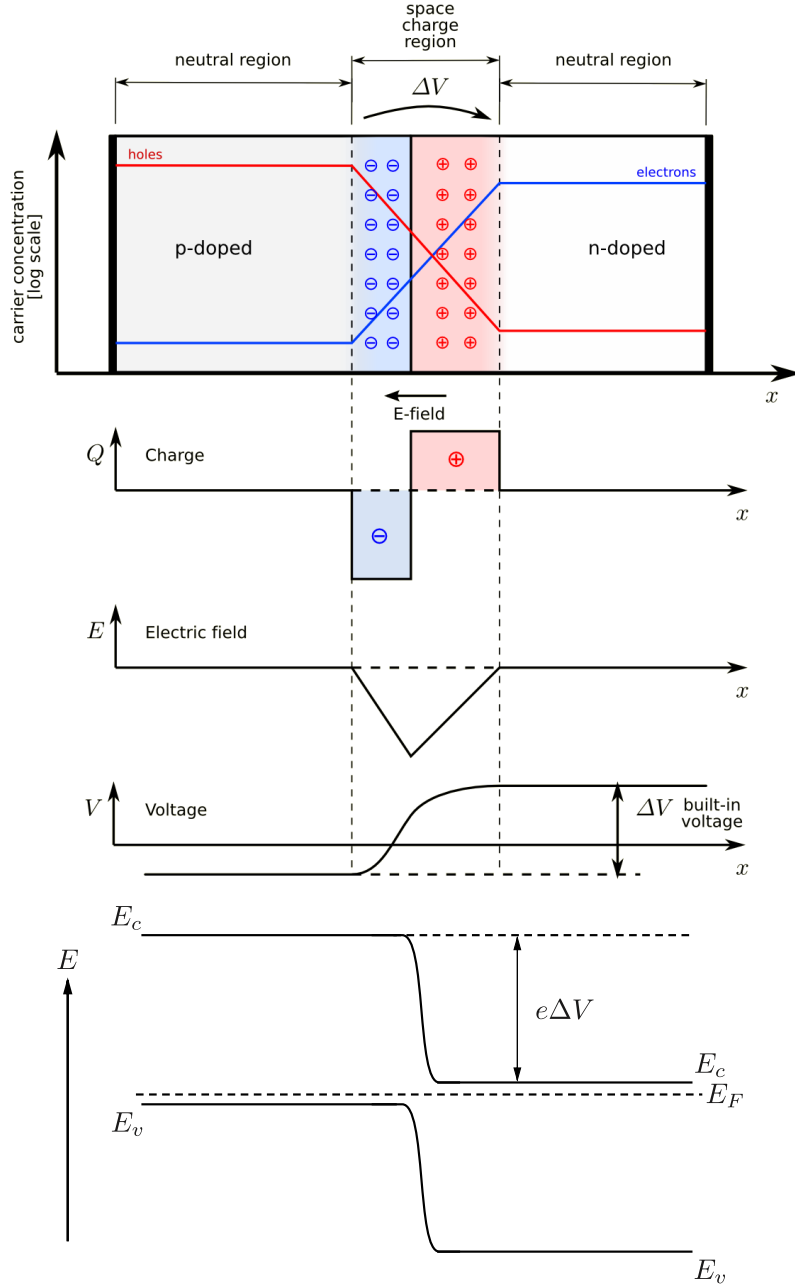 space
charge
region
neutral region
neutral region
ΔV
holes
electrons
carrier concentration
[log scale]
p-doped
n-doped
⊖ ⊖ ⊕ ⊕
⊖ ⊖ ⊕ ⊕
⊖ ⊖ ⊕ ⊕
⊖ ⊖ ⊕ ⊕
⊖ ⊖ ⊕ ⊕
⊖ ⊖ ⊕ ⊕
⊖ ⊖ ⊕ ⊕
x
E-field
Q
Charge
⊕
⊖
x
E
Electric field
x
V
Voltage
ΔV
built-in
voltage
x
E_c
E
eΔV
E_c
E_F
E_v
E_v